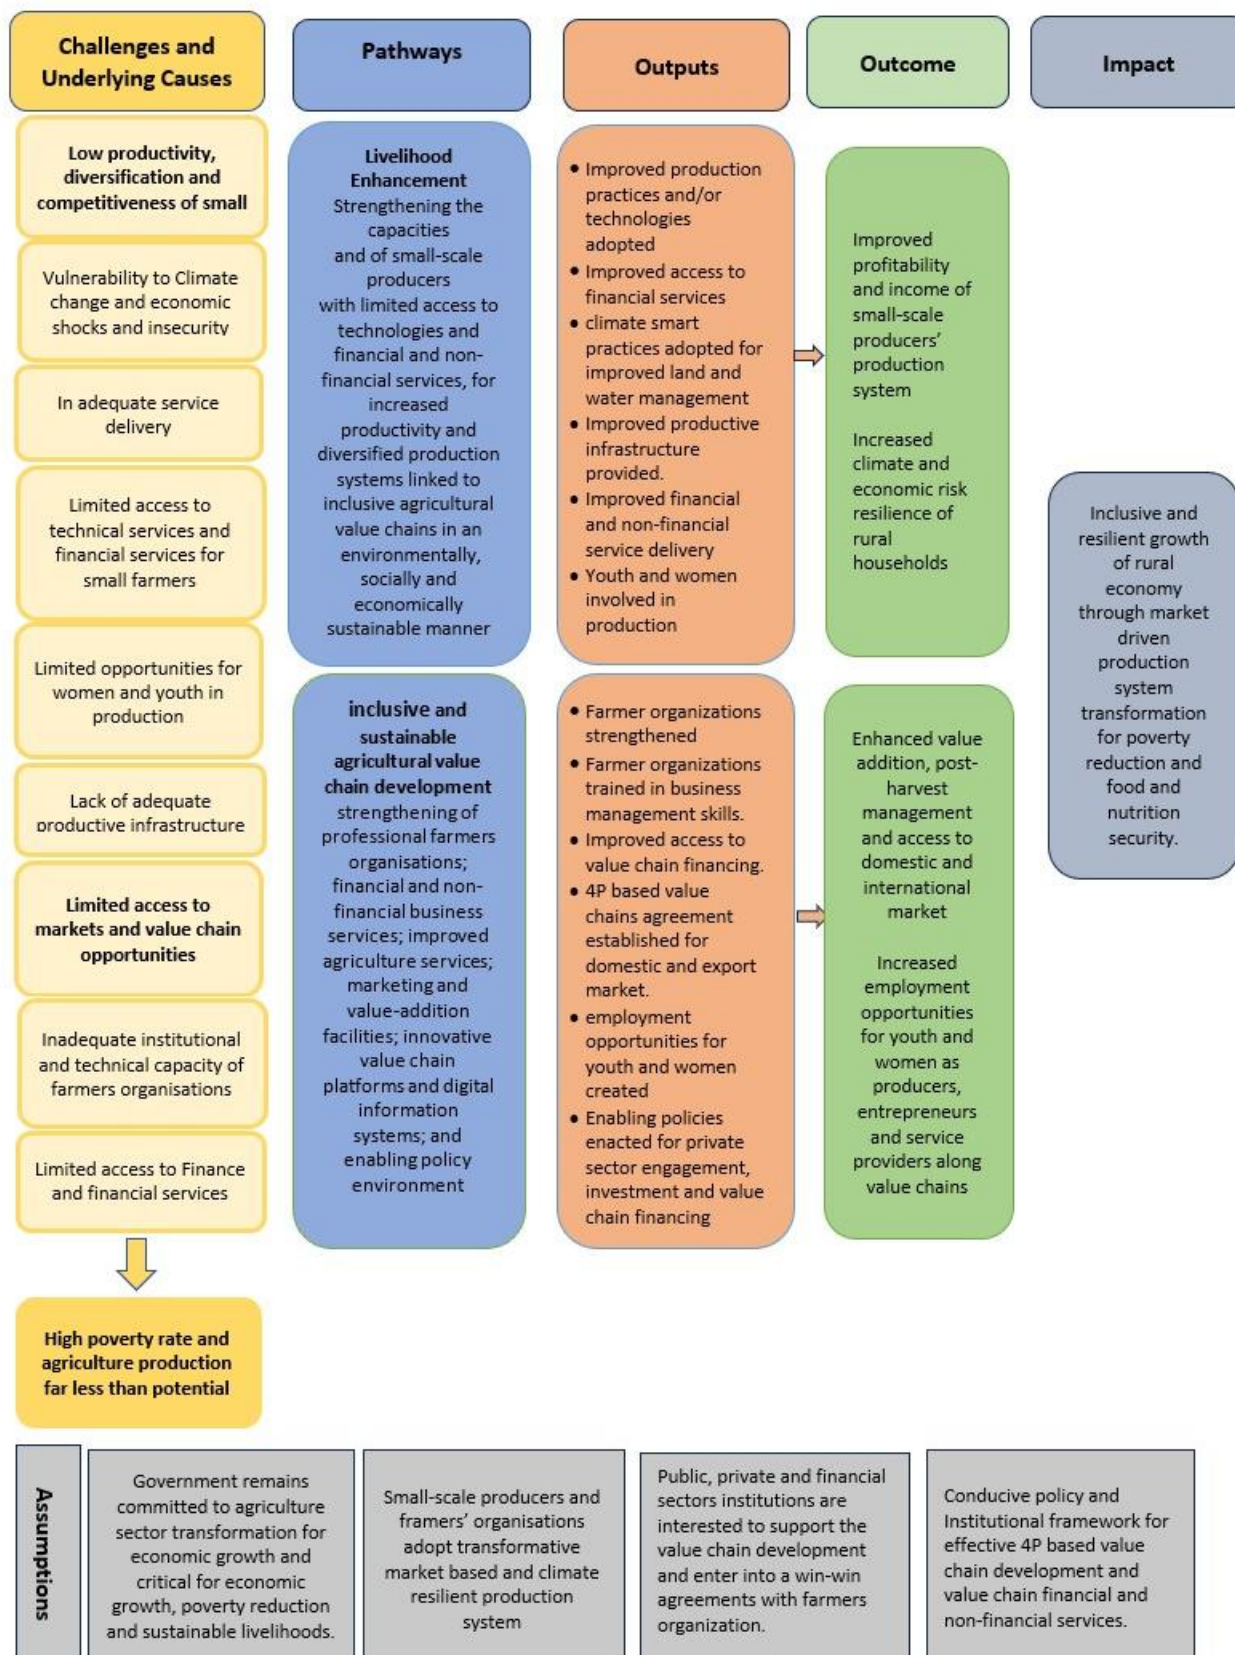 Challenges and
Underlying Causes
Pathways
Outputs
Outcome
Impact
Low productivity,
diversification and
competitiveness of small
Vulnerability to Climate
change and economic
shocks and insecurity
In adequate service
delivery
Limited access to
technical services and
financial services for
small farmers
Limited opportunities for
women and youth in
production
Lack of adequate
productive infrastructure
Limited access to
markets and value chain
opportunities
Inadequate institutional
and technical capacity of
farmers organisations
Limited access to Finance
and financial services
High poverty rate and
agriculture production
far less than potential
Livelihood
Enhancement
Strengthening the
capacities
and of small-scale
producers
with limited access to
technologies and
financial and non-
financial services, for
increased
productivity and
diversified production
systems linked to
inclusive agricultural
value chains in an
environmentally,
socially and
economically
sustainable manner
inclusive and
sustainable
agricultural value
chain development
strengthening of
professional farmers
organisations;
financial and non-
financial business
services; improved
agriculture services;
marketing and
value-addition
facilities; innovative
value chain
platforms and digital
information
systems; and
enabling policy
environment
• Improved production
practices and/or
technologies
adopted
• Improved access to
financial services
• climate smart
practices adopted for
improved land and
water management
• Improved productive
infrastructure
provided.
• Improved financial
and non-financial
service delivery
• Youth and women
involved in
production
• Farmer organizations
strengthened
• Farmer organizations
trained in business
management skills.
• Improved access to
value chain financing.
• 4P based value
chains agreement
established for
domestic and export
market.
• employment
opportunities for
youth and women
created
• Enabling policies
enacted for private
sector engagement,
investment and value
chain financing
Improved
profitability
and income of
small-scale
producers'
production
system
Increased
climate and
economic risk
resilience of
rural
households
Enhanced value
addition, post-
harvest
management
and access to
domestic and
international
market
Increased
employment
opportunities
for youth and
women as
producers,
entrepreneurs
and service
providers along
value chains
Inclusive and
resilient growth
of rural
economy
through market
driven
production
system
transformation
for poverty
reduction and
food and
nutrition
security.
Assumptions
Government remains
committed to agriculture
sector transformation for
economic growth and
critical for economic
growth, poverty reduction
and sustainable livelihoods.
Small-scale producers and
framers' organisations
adopt transformative
market based and climate
resilient production
system
Public, private and financial
sectors institutions are
interested to support the
value chain development
and enter into a win-win
agreements with farmers
organization.
Conducive policy and
Institutional framework for
effective 4P based value
chain development and
value chain financial and
non-financial services.